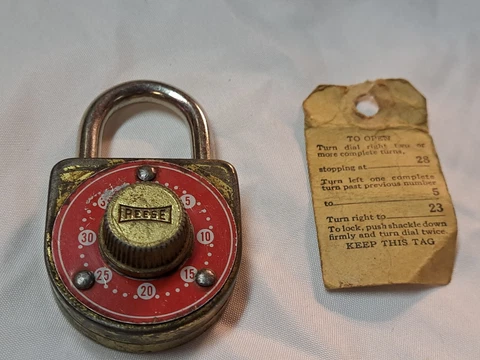 REESE
5
10
15
20
25
30
TO OPEN
Turn dial right two or
more complete turns,
stopping at 28
Turn left one complete
turn past previous number
5
to 23
Turn right to
To lock, push shackle down
firmly and turn dial twice.
KEEP THIS TAG